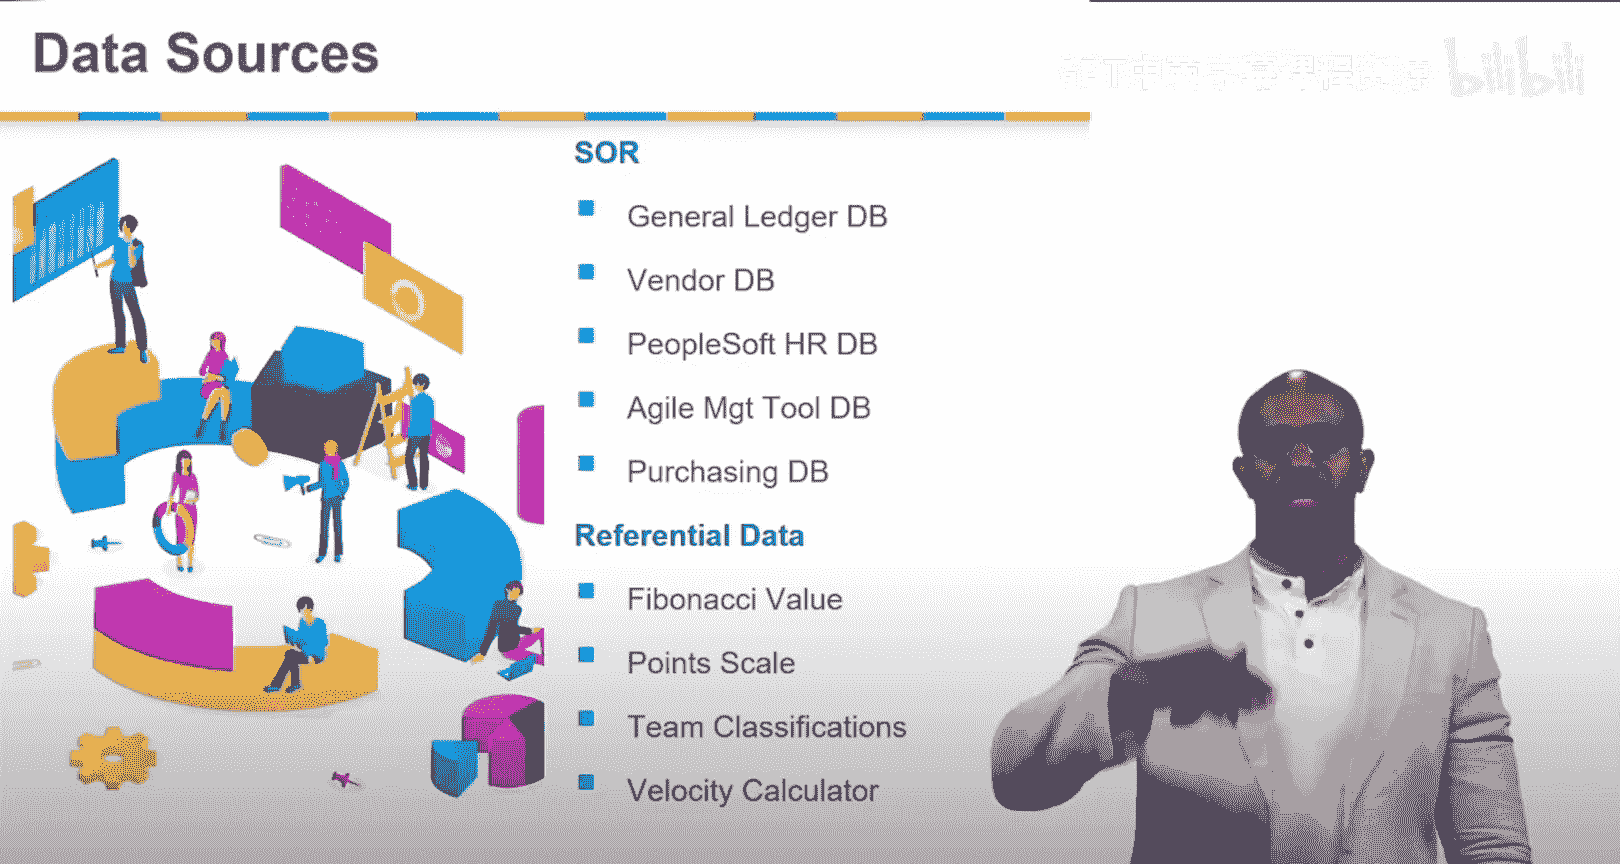 Data Sources
bilibili
SOR
General Ledger DB
Vendor DB
PeopleSoft HR DB
Agile Mgt Tool DB
Purchasing DB
Referential Data
Fibonacci Value
Points Scale
Team Classifications
Velocity Calculator